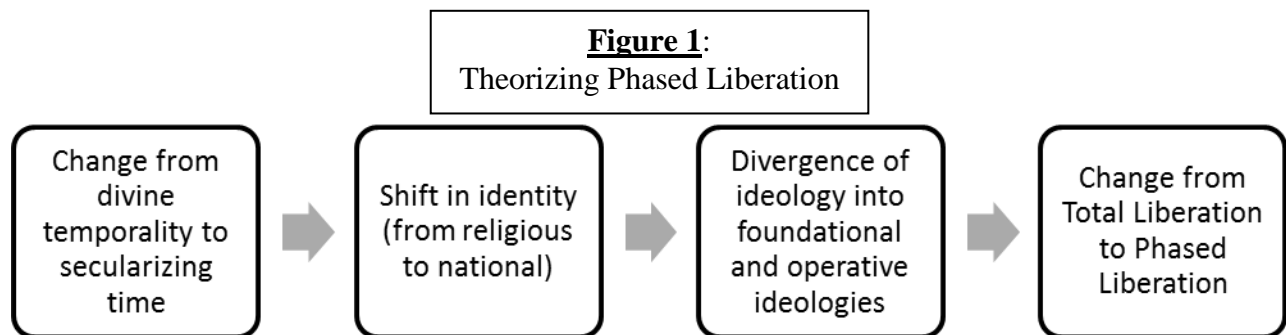 Figure 1:
Theorizing Phased Liberation
Change from
divine
temporality to
secularizing
time
Shift in identity
(from religious
to national)
Divergence of
ideology into
foundational
and operative
ideologies
Change from
Total Liberation
to Phased
Liberation